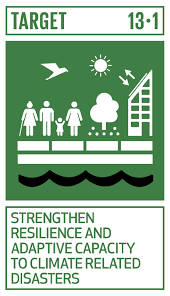 TARGET 13·1
STRENGTHEN
RESILIENCE AND
ADAPTIVE CAPACITY
TO CLIMATE RELATED
DISASTERS